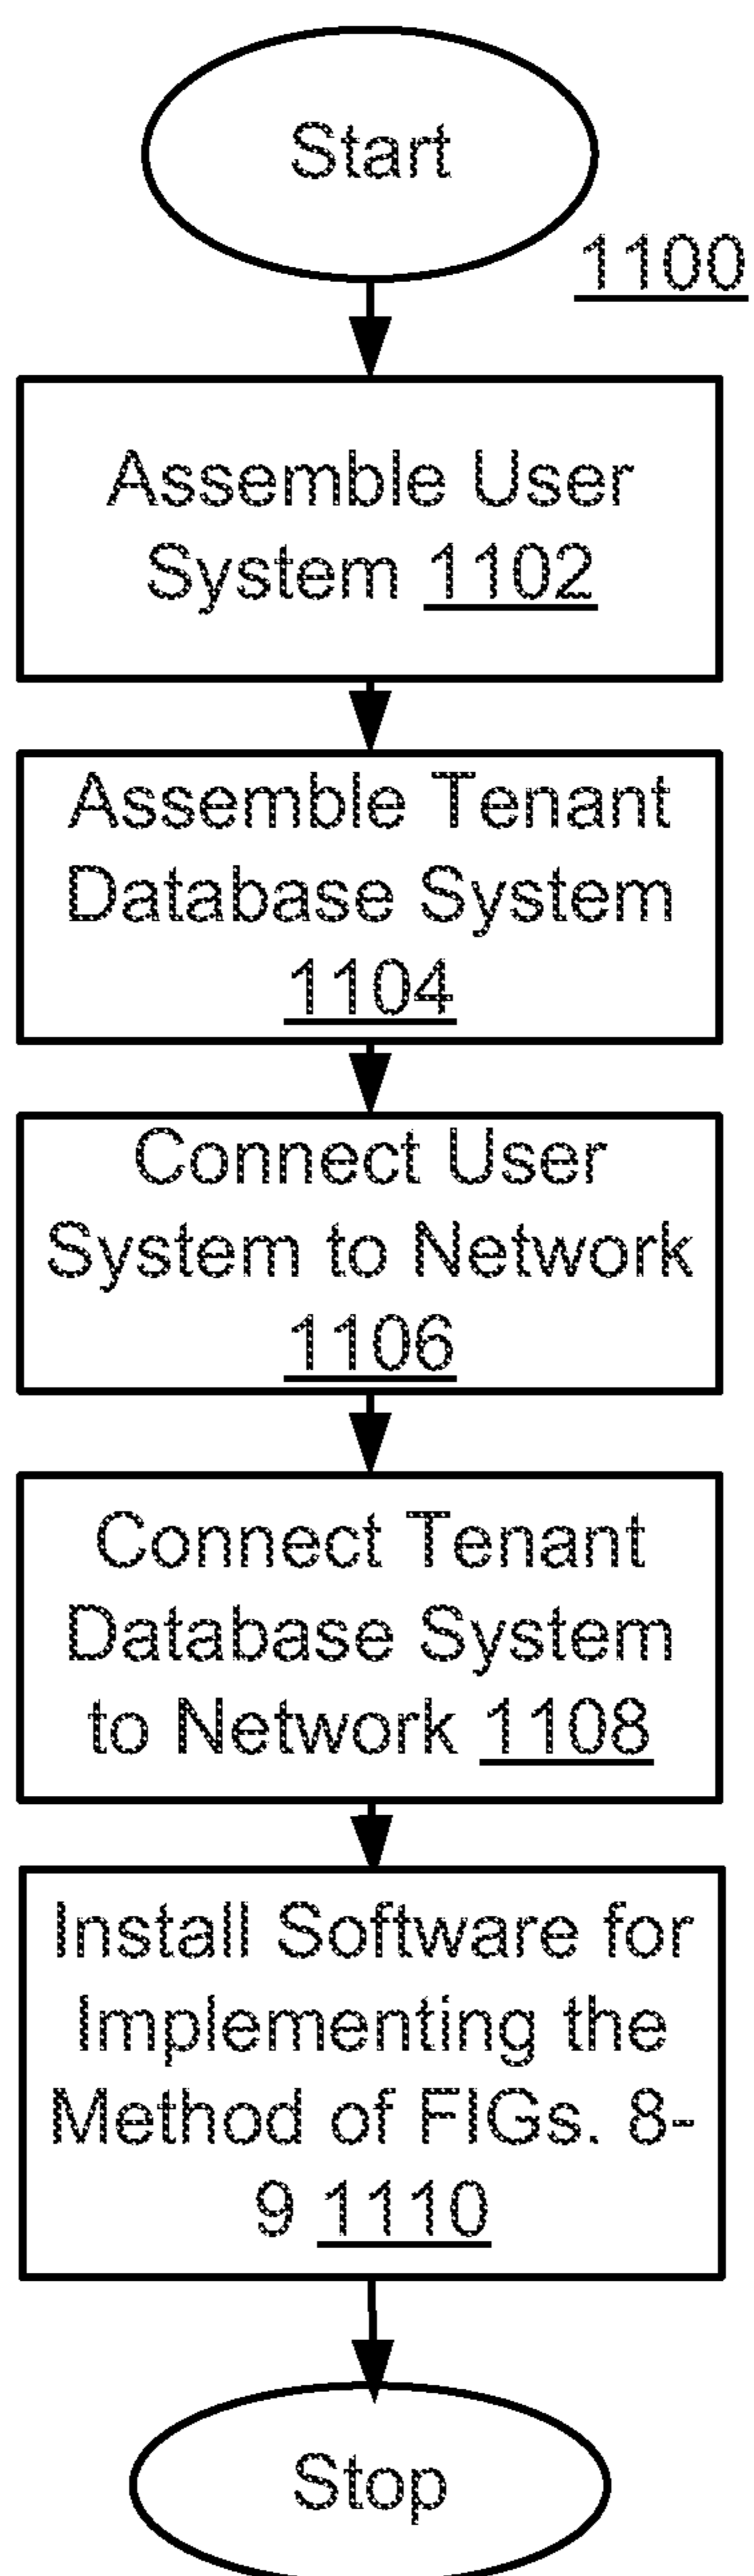 Start
1100
Assemble User
System 1102
Assemble Tenant
Database System
1104
Connect User
System to Network
1106
Connect Tenant
Database System
to Network 1108
Install Software for
Implementing the
Method of FIGs. 8-
9 1110
Stop